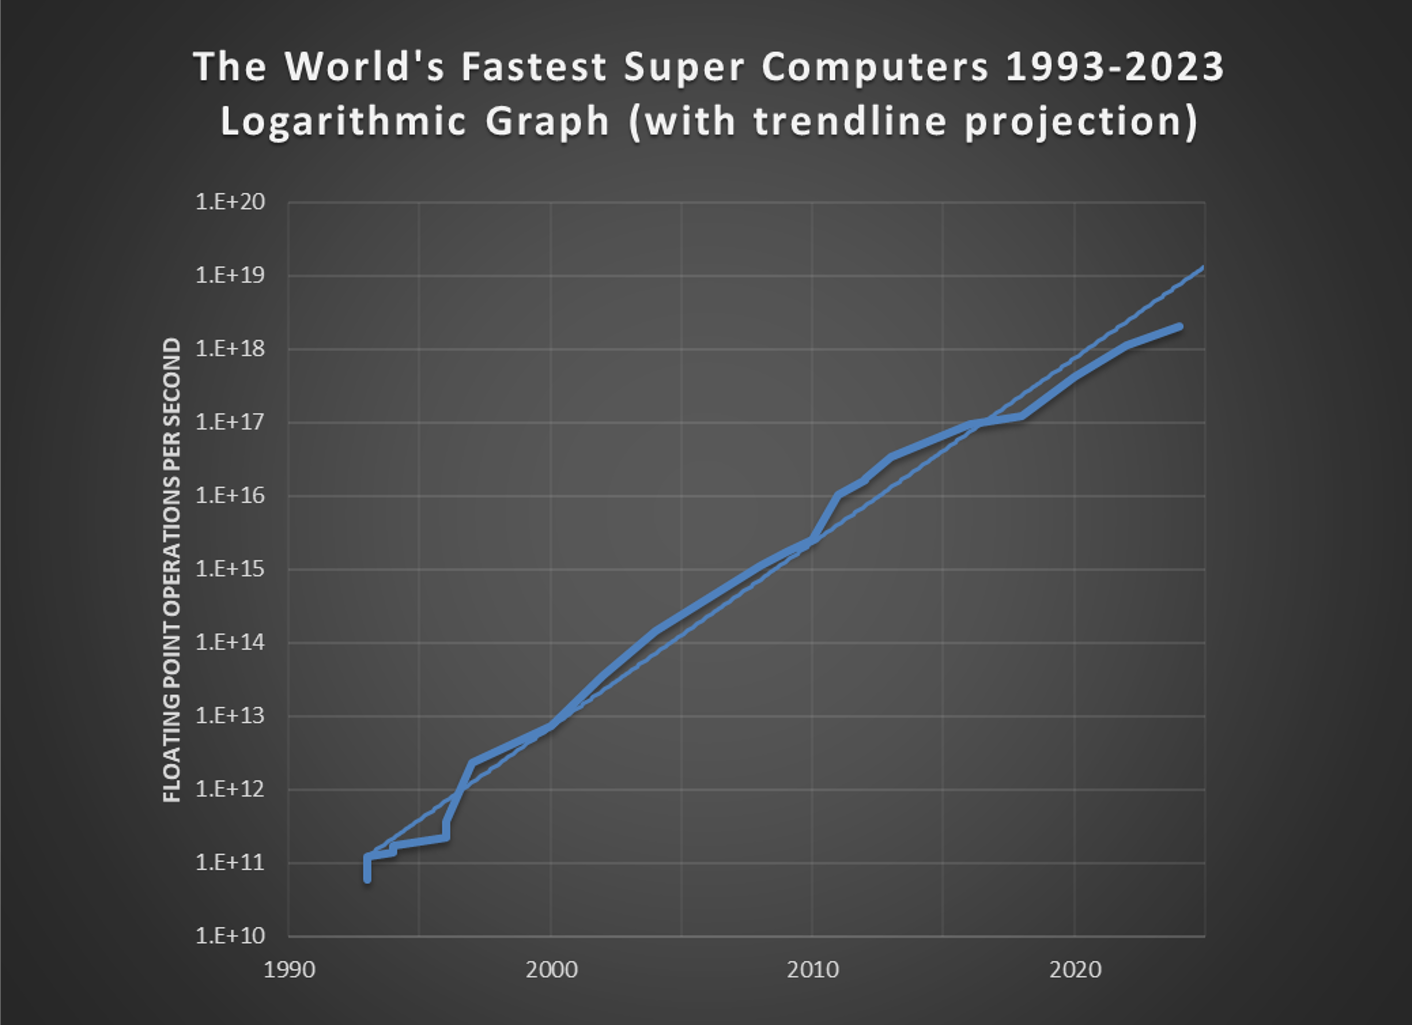 The World's Fastest Super Computers 1993-2023
Logarithmic Graph (with trendline projection)
FLOATING POINT OPERATIONS PER SECOND
1.E+20
1.E+19
1.E+18
1.E+17
1.E+16
1.E+15
1.E+14
1.E+13
1.E+12
1.E+11
1.E+10
1990
2000
2010
2020